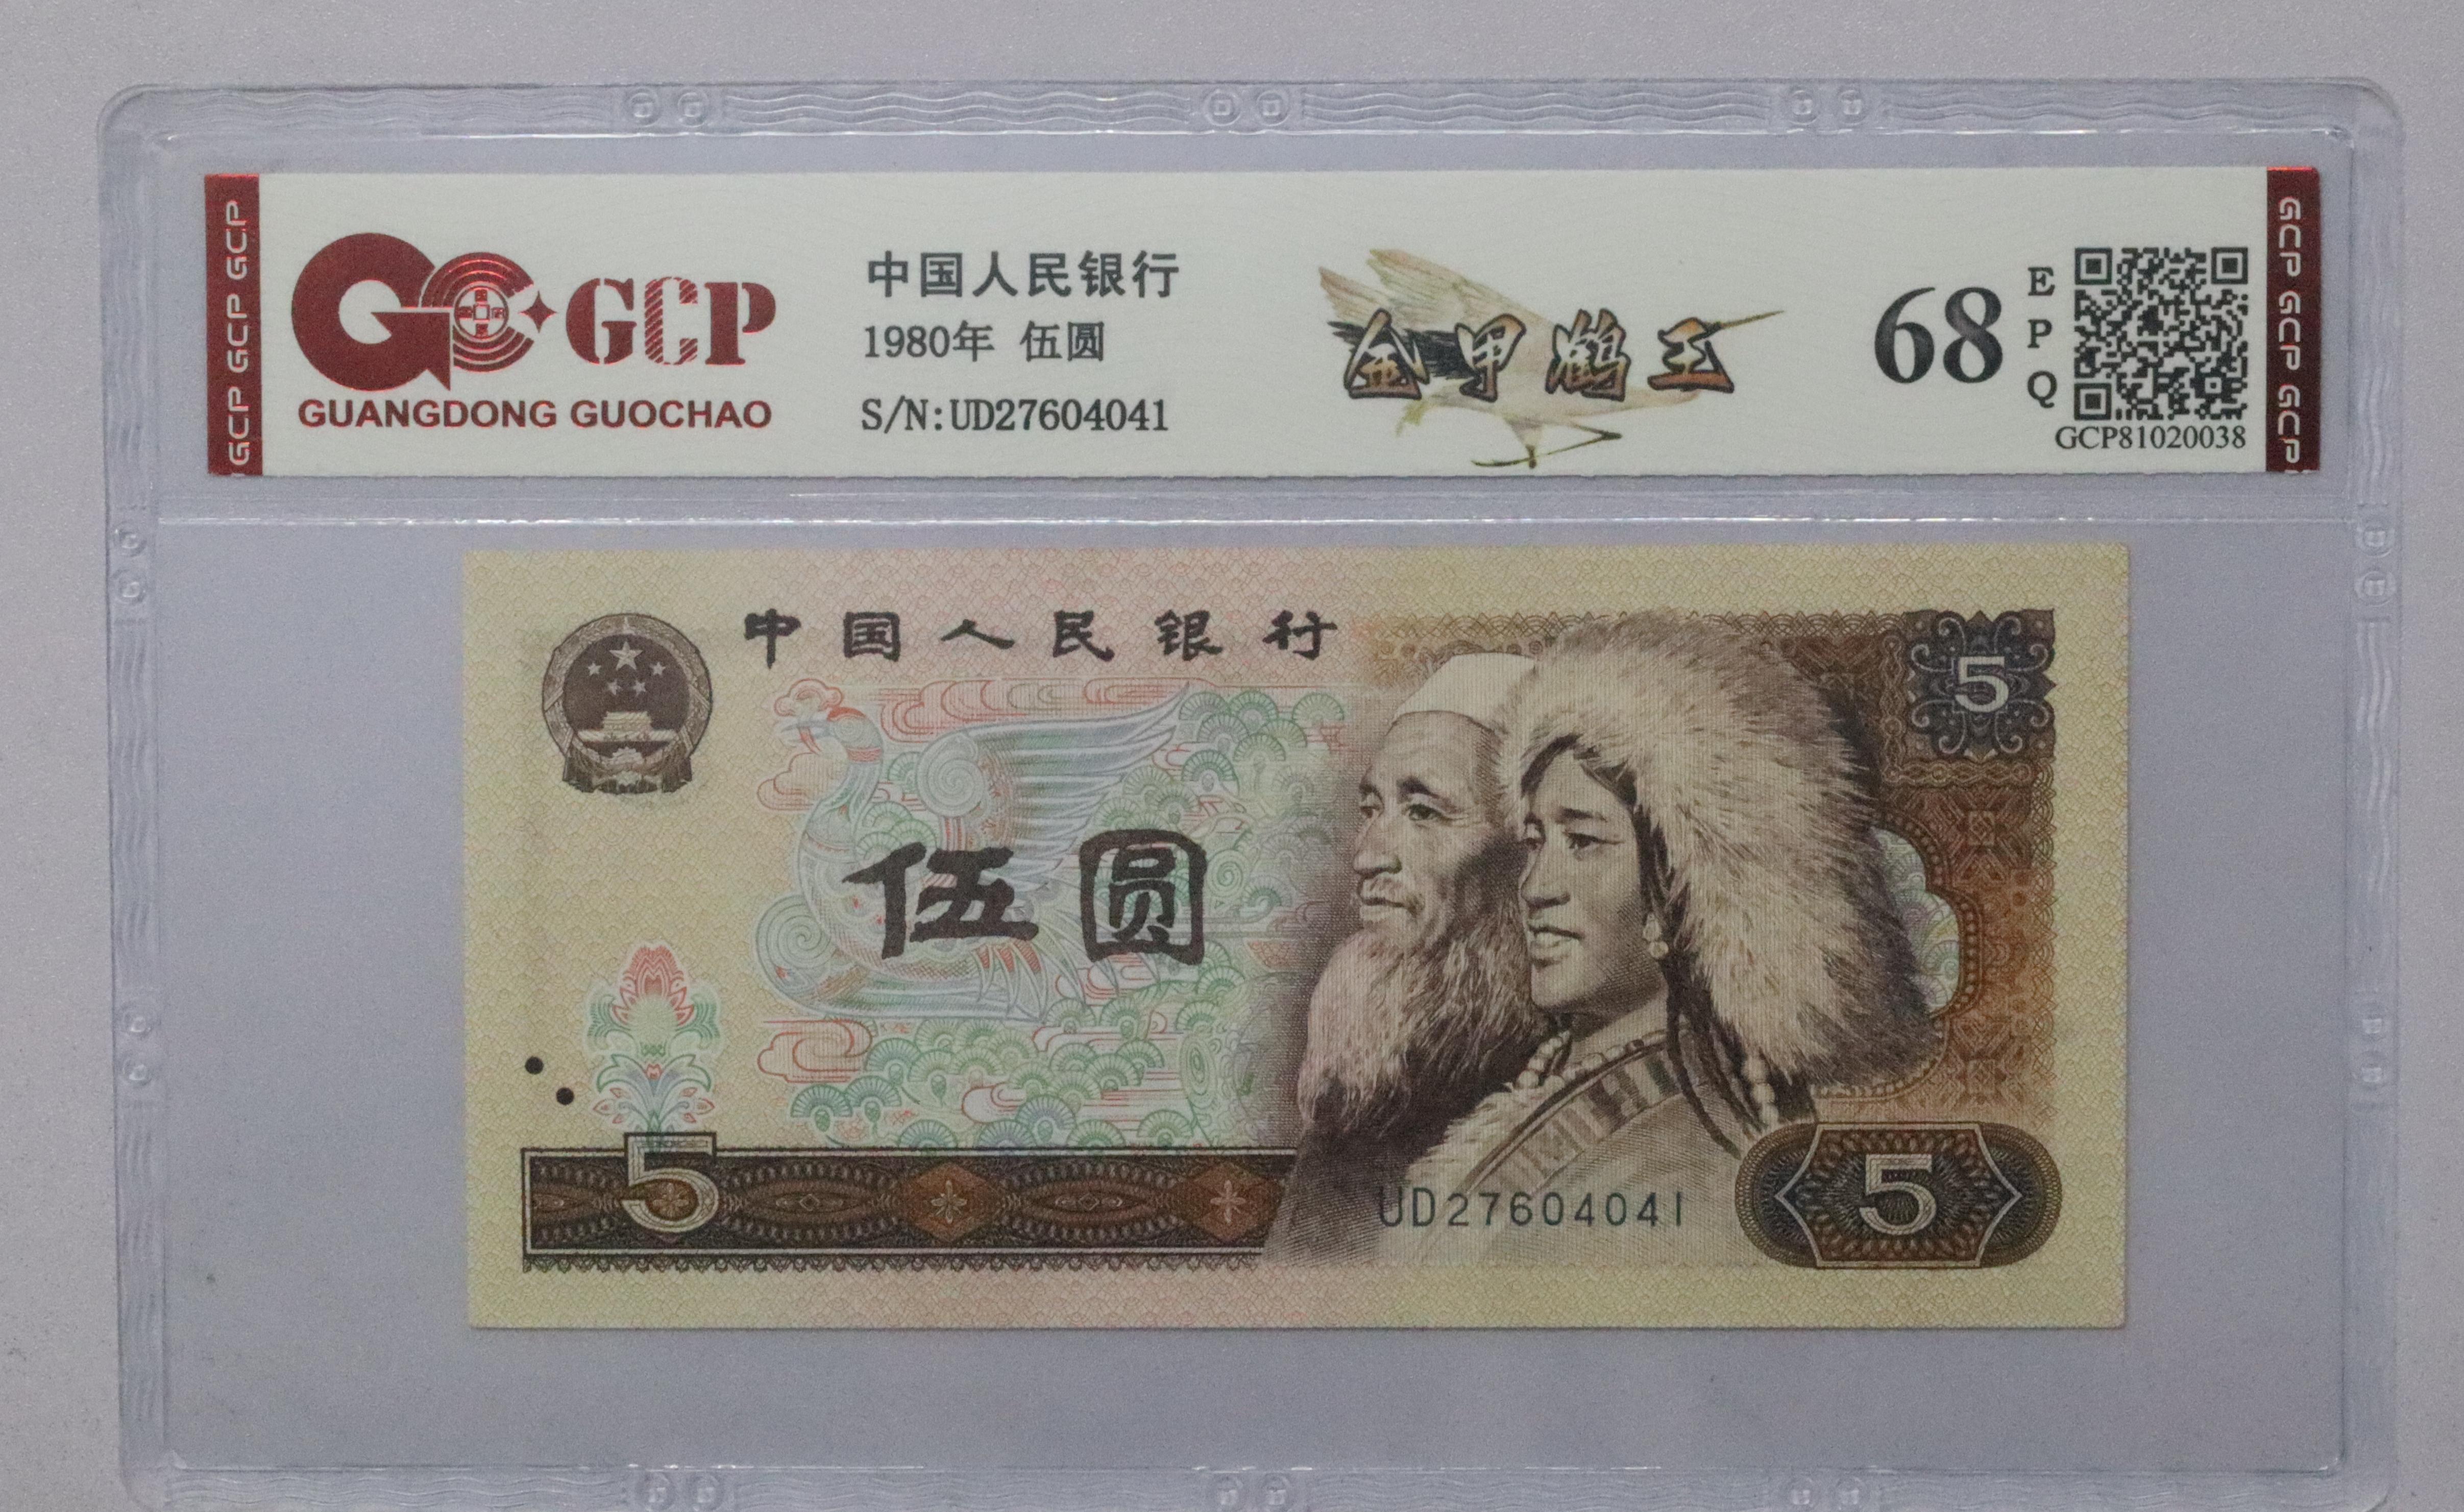 GCP GCP GCP
GCP
GUANGDONG GUOCHAO
中国人民银行
1980年 伍圆
S/N:UD27604041
金甲鹤王
68
E
P
Q
GCP81020038
GCP GCP GCP
中国人民银行
5
伍圆
5
UD27604041
5